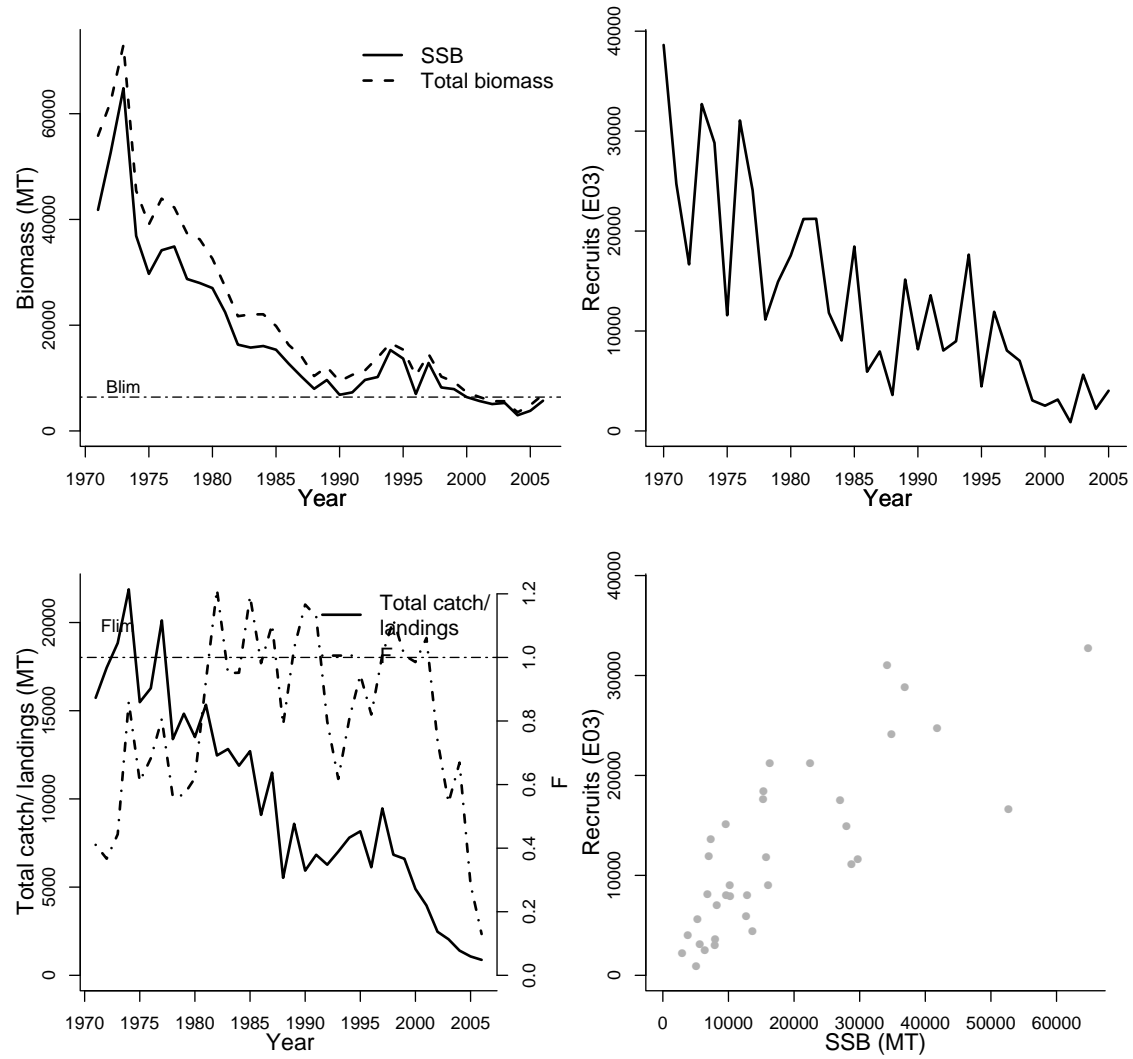 SSB
Total biomass
Blim
Biomass (MT)
0 20000 40000 60000
1970 1975 1980 1985 1990 1995 2000 2005
Year
Recruits (E03)
0 10000 20000 30000 40000
1970 1975 1980 1985 1990 1995 2000 2005
Year
Total catch/
landings
F
Flim
Total catch/ landings (MT)
0 5000 10000 15000 20000
F
0.0 0.2 0.4 0.6 0.8 1.0 1.2
1970 1975 1980 1985 1990 1995 2000 2005
Year
Recruits (E03)
0 10000 20000 30000 40000
0 10000 20000 30000 40000 50000 60000
SSB (MT)